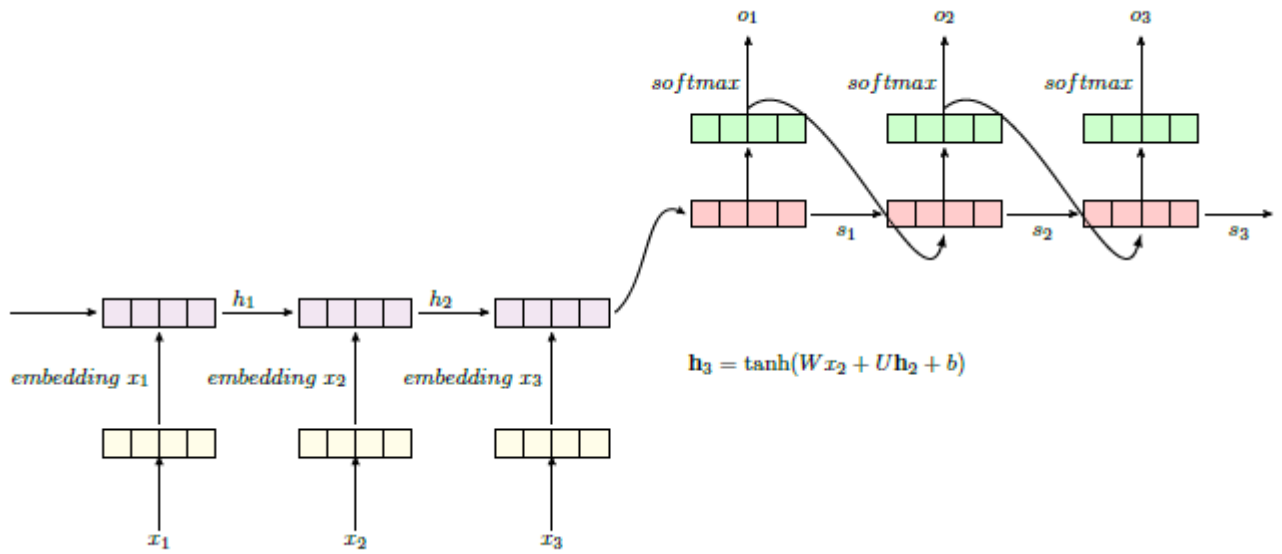 o₁ o₂ o₃
softmax softmax softmax
s₁ s₂ s₃
h₁ h₂
embedding x₁ embedding x₂ embedding x₃
h₃ = tanh(Wx₂ + Uh₂ + b)
x₁ x₂ x₃